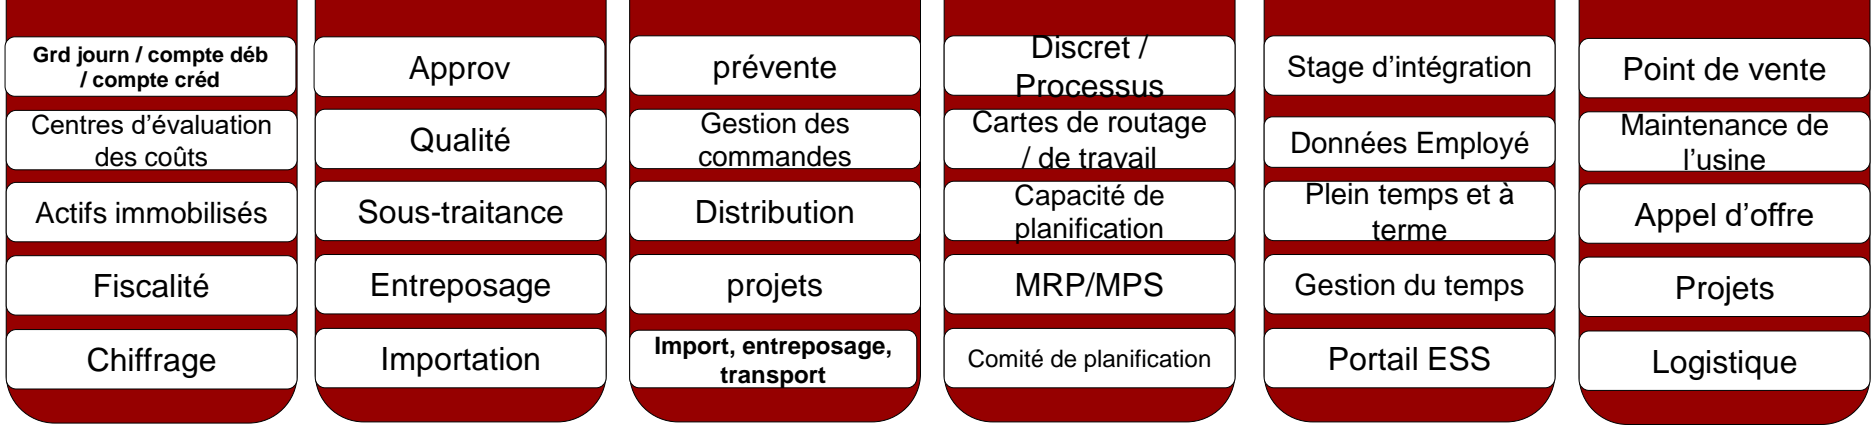 Grd journ / compte déb
/ compte créd
Centres d’évaluation
des coûts
Actifs immobilisés
Fiscalité
Chiffrage
Approv
Qualité
Sous-traitance
Entreposage
Importation
prévente
Gestion des
commandes
Distribution
projets
Import, entreposage,
transport
Discret /
Processus
Cartes de routage
/ de travail
Capacité de
planification
MRP/MPS
Comité de planification
Stage d’intégration
Données Employé
Plein temps et à
terme
Gestion du temps
Portail ESS
Point de vente
Maintenance de
l’usine
Appel d’offre
Projets
Logistique